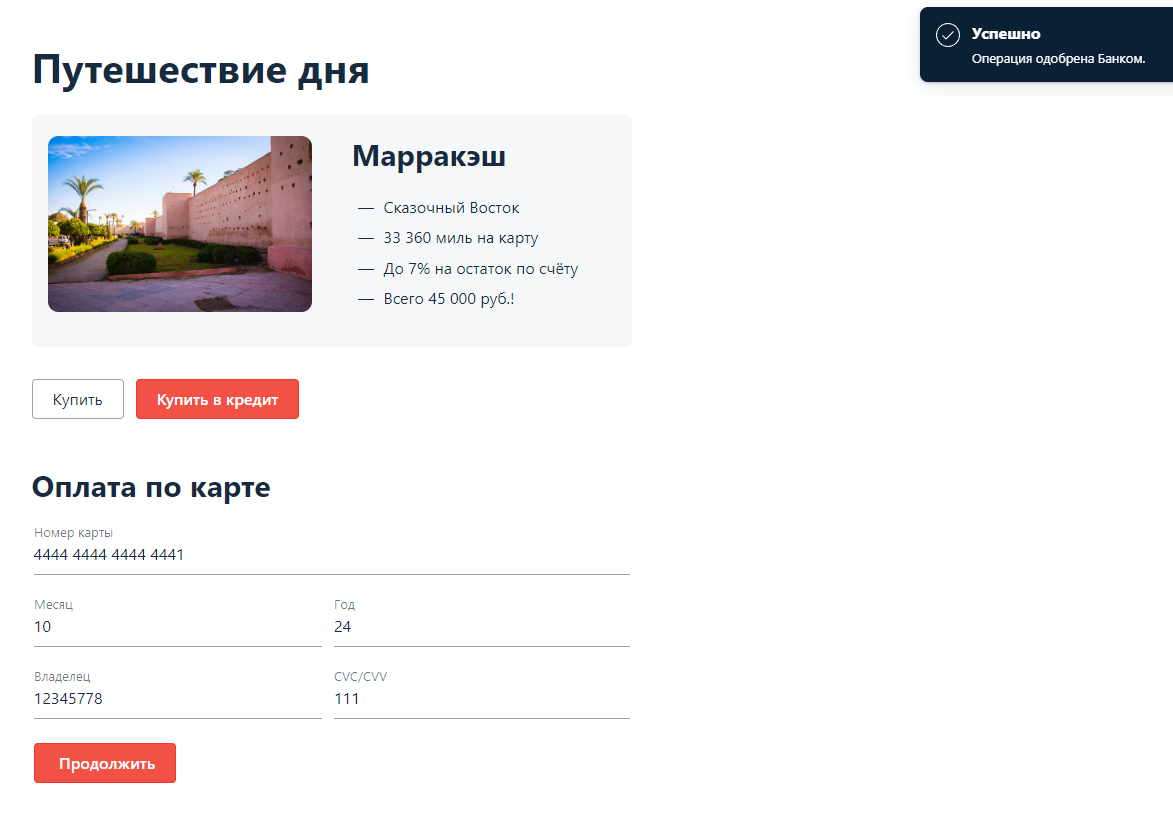 Успешно
Операция одобрена Банком.
Путешествие дня
Марракэш
— Сказочный Восток
— 33 360 миль на карту
— До 7% на остаток по счёту
— Всего 45 000 руб.!
Купить
Купить в кредит
Оплата по карте
Номер карты
4444 4444 4444 4441
Месяц
Год
10
24
Владелец
CVC/CVV
12345778
111
Продолжить